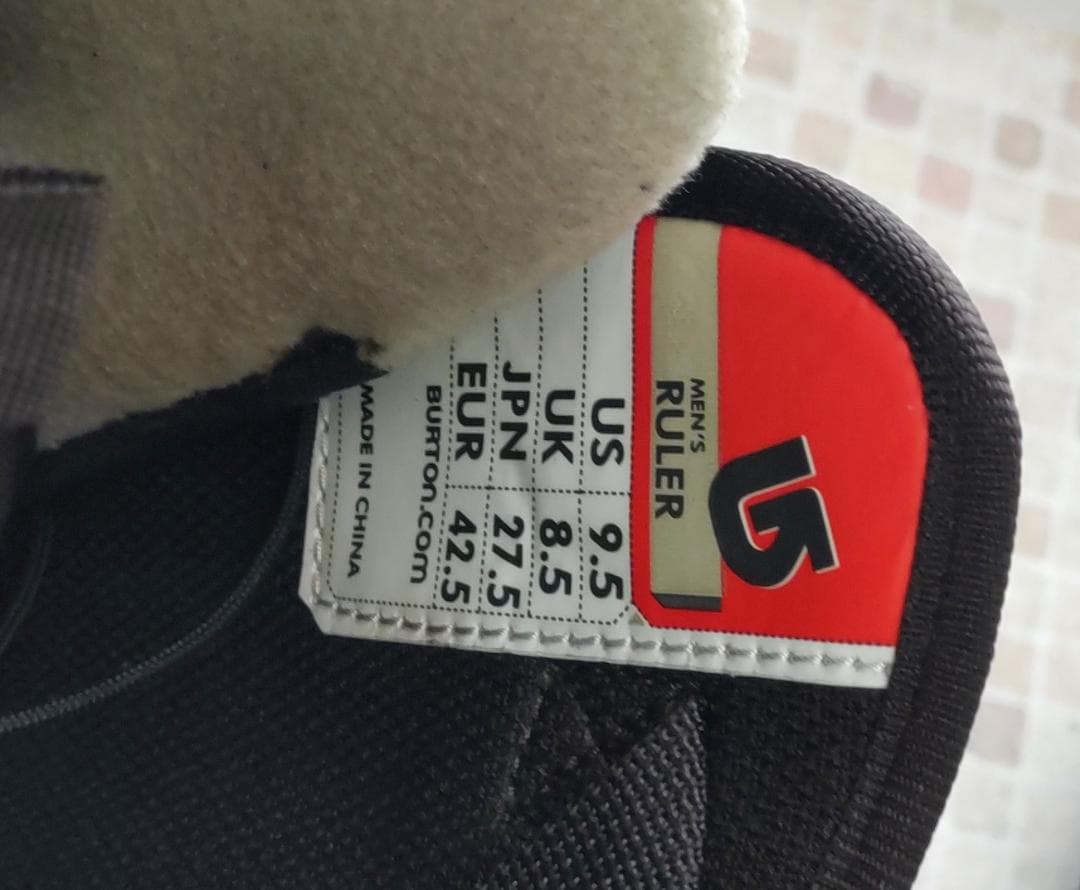 MEN'S
RULER
US 9.5
UK 8.5
JPN 27.5
EUR 42.5
BURTON.COM
MADE IN CHINA